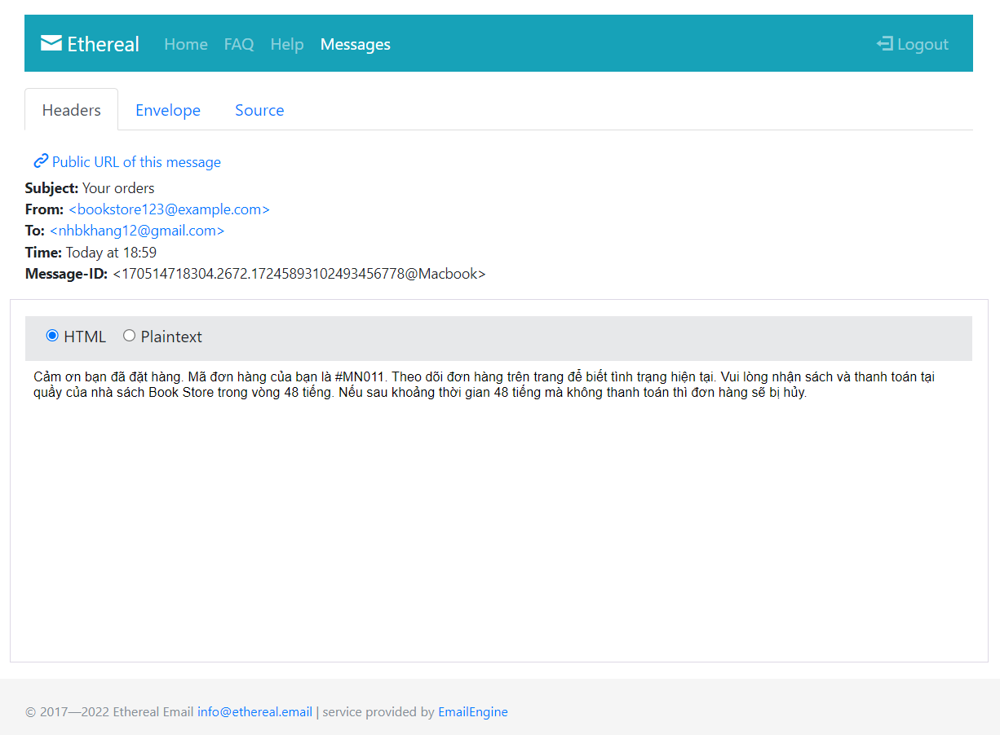 Ethereal Home FAQ Help Messages Logout
Headers Envelope Source
Public URL of this message
Subject: Your orders
From: <bookstore123@example.com>
To: <nhbkhang12@gmail.com>
Time: Today at 18:59
Message-ID: <170514718304.2672.17245893102493456778@Macbook>
HTML Plaintext
Cảm ơn bạn đã đặt hàng. Mã đơn hàng của bạn là #MN011. Theo dõi đơn hàng trên trang để biết tình trạng hiện tại. Vui lòng nhận sách và thanh toán tại
quầy của nhà sách Book Store trong vòng 48 tiếng. Nếu sau khoảng thời gian 48 tiếng mà không thanh toán thì đơn hàng sẽ bị hủy.
© 2017—2022 Ethereal Email info@ethereal.email | service provided by EmailEngine